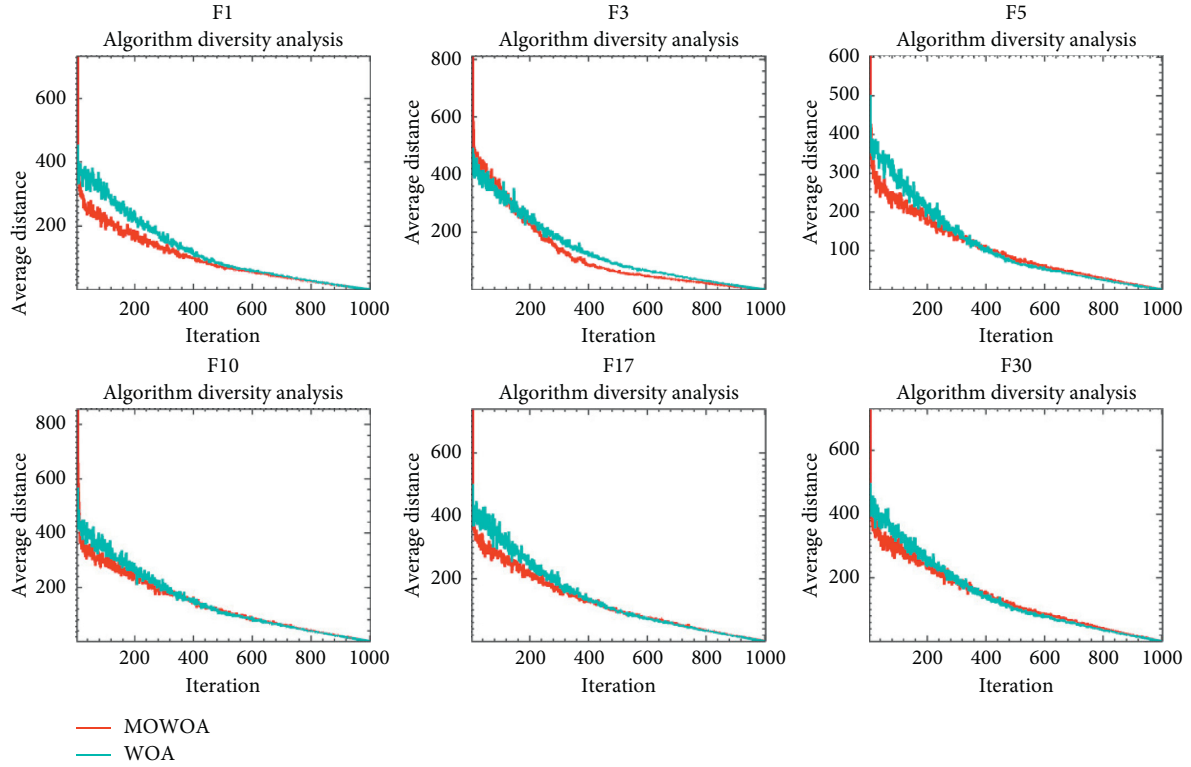 F1
Algorithm diversity analysis
600
400
200
Average distance
200 400 600 800 1000
Iteration
F3
Algorithm diversity analysis
800
600
400
200
Average distance
200 400 600 800 1000
Iteration
F5
Algorithm diversity analysis
600
500
400
300
200
100
Average distance
200 400 600 800 1000
Iteration
F10
Algorithm diversity analysis
800
600
400
200
Average distance
200 400 600 800 1000
Iteration
F17
Algorithm diversity analysis
600
400
200
Average distance
200 400 600 800 1000
Iteration
F30
Algorithm diversity analysis
600
400
200
Average distance
200 400 600 800 1000
Iteration
MOWOA
WOA